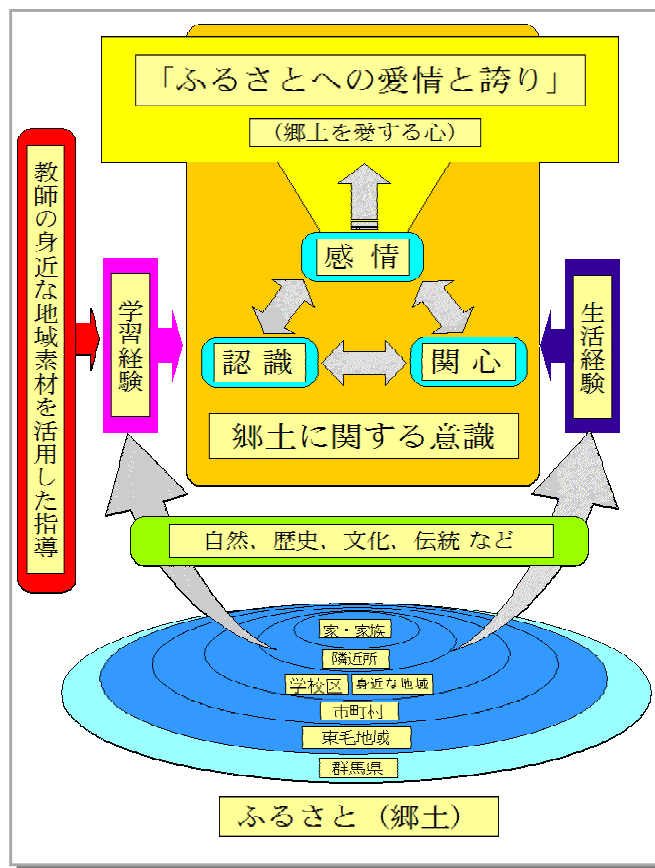 「ふるさとへの愛情と誇り」
（郷土を愛する心）
教師の身近な地域素材を活用した指導
学習経験
感 情
認 識
関 心
生活経験
郷土に関する意識
自然，歴史，文化，伝統 など
家・家族
隣近所
学校区
身近な地域
市町村
東毛地域
群馬県
ふるさと（郷土）